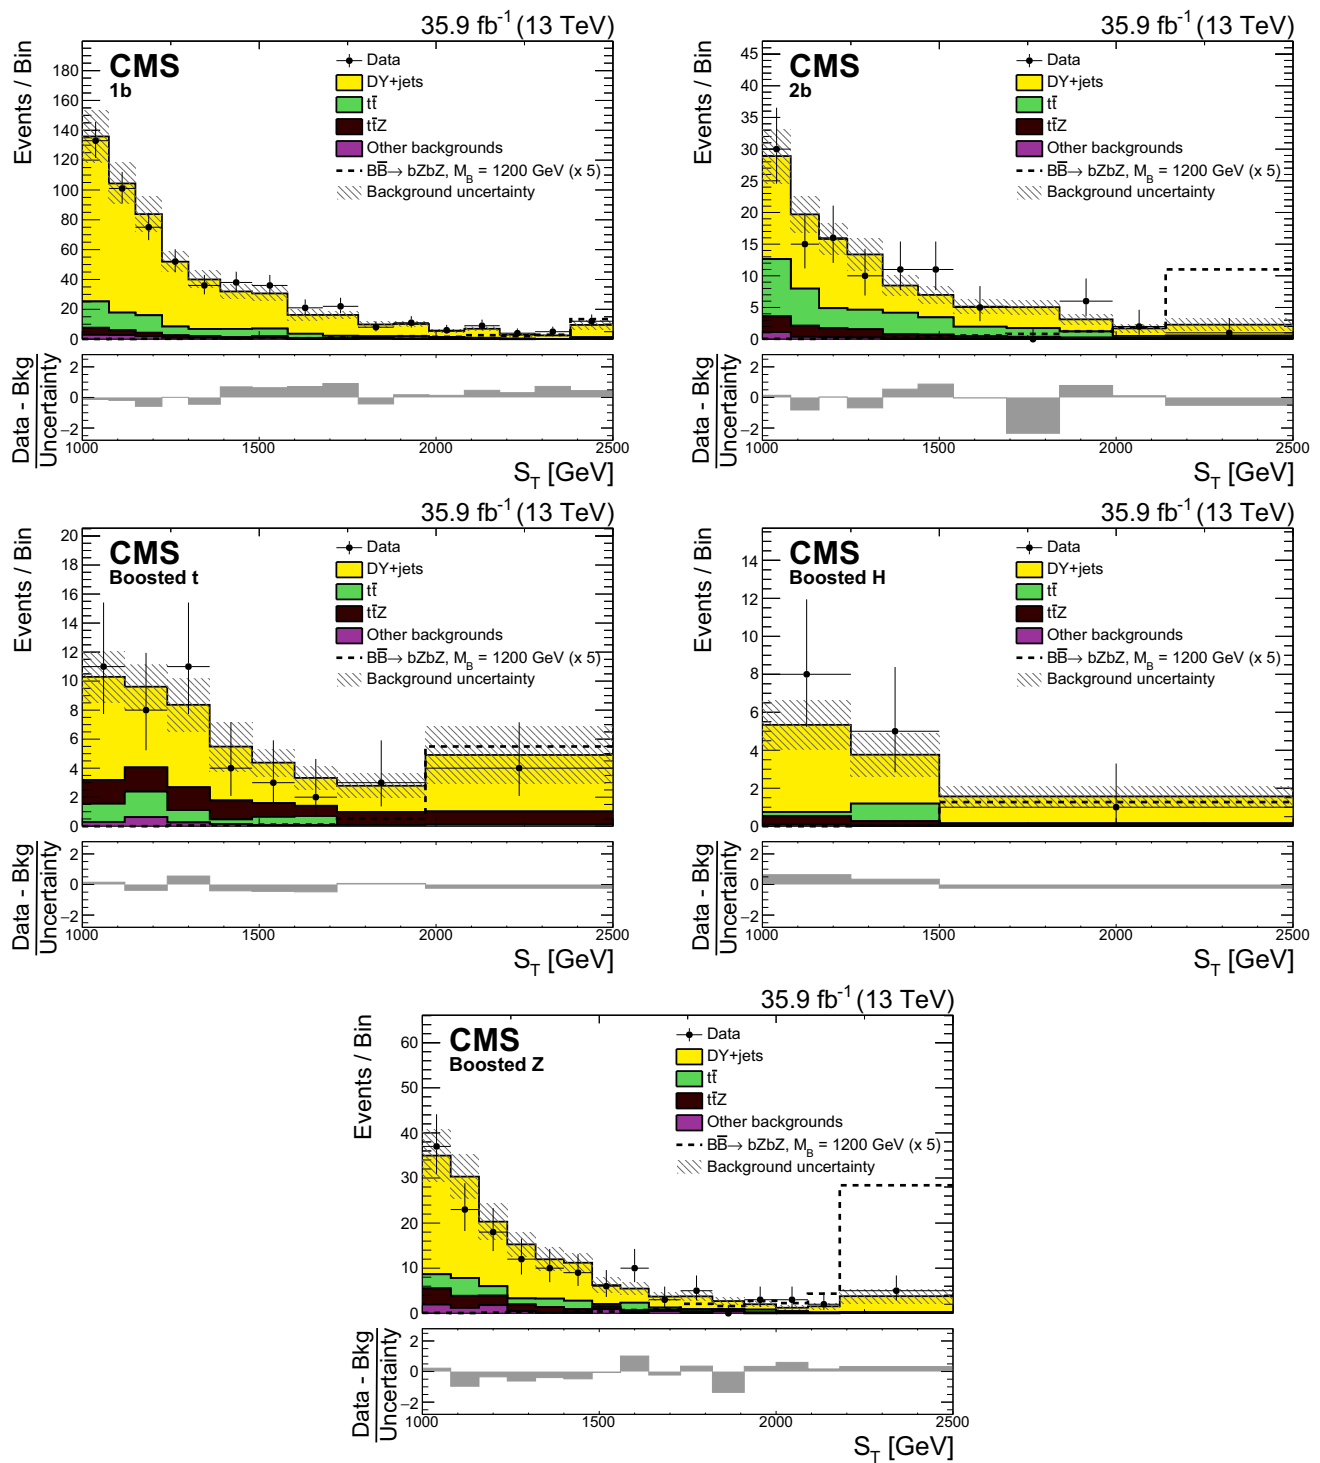 35.9 fb⁻¹ (13 TeV)
CMS
1b
Events / Bin
180
160
140
120
100
80
60
40
20
0
Data
DY+jets
tt̅
tt̅Z
Other backgrounds
BB̅→ bZbZ, M_B = 1200 GeV (x 5)
Background uncertainty
Data - Bkg
Uncertainty
2
0
−2
1000 1500 2000 2500
S_T [GeV]
35.9 fb⁻¹ (13 TeV)
CMS
2b
Events / Bin
45
40
35
30
25
20
15
10
5
0
Data
DY+jets
tt̅
tt̅Z
Other backgrounds
BB̅→ bZbZ, M_B = 1200 GeV (x 5)
Background uncertainty
Data - Bkg
Uncertainty
2
0
−2
1000 1500 2000 2500
S_T [GeV]
35.9 fb⁻¹ (13 TeV)
CMS
Boosted t
Events / Bin
20
18
16
14
12
10
8
6
4
2
0
Data
DY+jets
tt̅
tt̅Z
Other backgrounds
BB̅→ bZbZ, M_B = 1200 GeV (x 5)
Background uncertainty
Data - Bkg
Uncertainty
2
0
−2
1000 1500 2000 2500
S_T [GeV]
35.9 fb⁻¹ (13 TeV)
CMS
Boosted H
Events / Bin
14
12
10
8
6
4
2
0
Data
DY+jets
tt̅
tt̅Z
Other backgrounds
BB̅→ bZbZ, M_B = 1200 GeV (x 5)
Background uncertainty
Data - Bkg
Uncertainty
2
0
−2
1000 1500 2000 2500
S_T [GeV]
35.9 fb⁻¹ (13 TeV)
CMS
Boosted Z
Events / Bin
60
50
40
30
20
10
0
Data
DY+jets
tt̅
tt̅Z
Other backgrounds
BB̅→ bZbZ, M_B = 1200 GeV (x 5)
Background uncertainty
Data - Bkg
Uncertainty
2
0
−2
1000 1500 2000 2500
S_T [GeV]